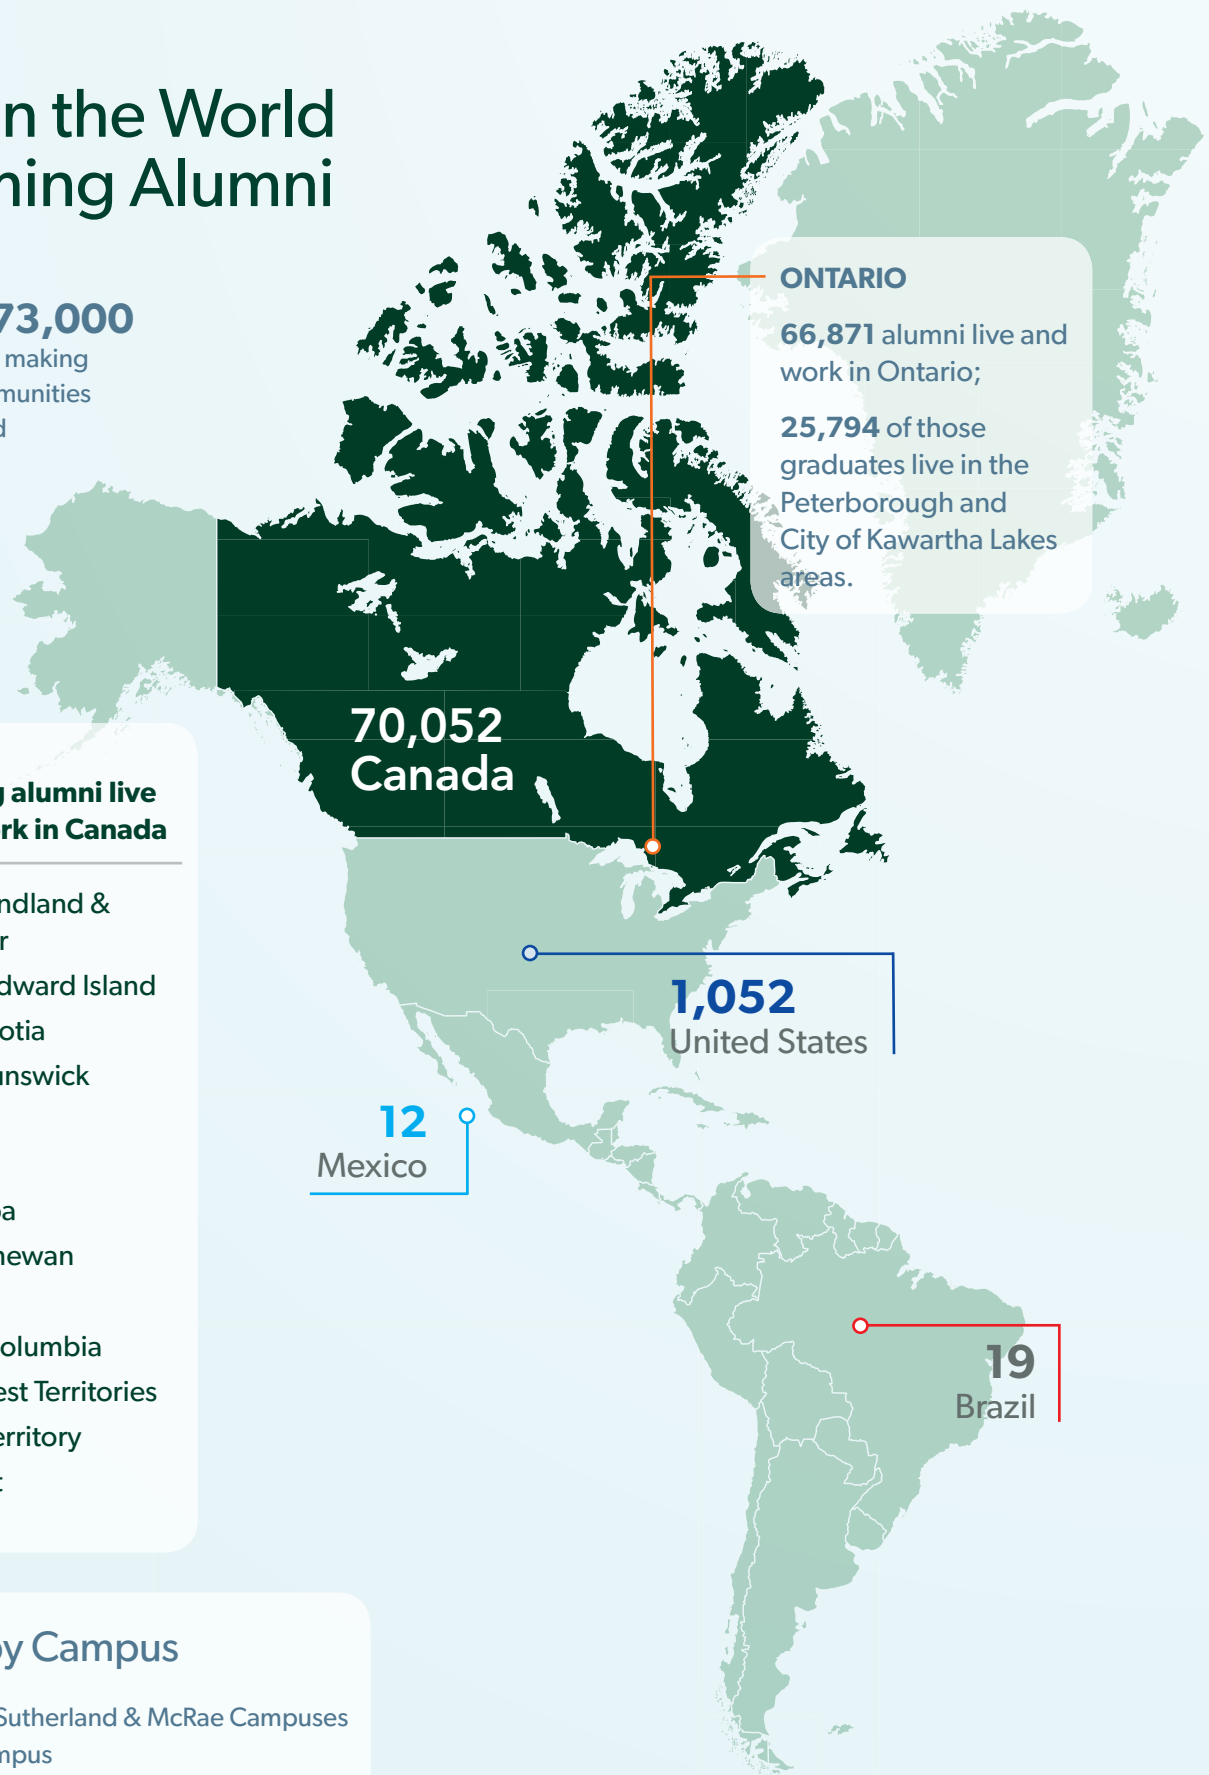 n the World
ning Alumni
73,000
making
munities
d
ONTARIO
66,871 alumni live and
work in Ontario;
25,794 of those
graduates live in the
Peterborough and
City of Kawartha Lakes
areas.
70,052
Canada
g alumni live
rk in Canada
ndland &
r
dward Island
otia
unswick
a
hewan
olumbia
est Territories
erritory
t
1,052
United States
12
Mexico
19
Brazil
by Campus
Sutherland & McRae Campuses
mpus